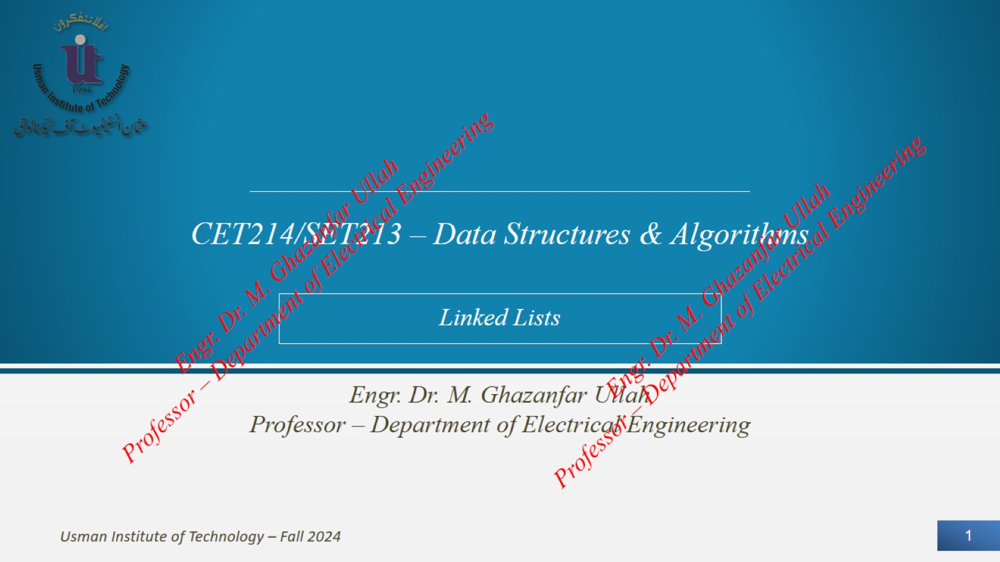 افلا تتفکرون
1994
Usman Institute of Technology
عثمان انسٹیٹیوٹ آف ٹیکنالوجی
CET214/SET213 – Data Structures & Algorithms
Linked Lists
Engr. Dr. M. Ghazanfar Ullah
Professor – Department of Electrical Engineering
Engr. Dr. M. Ghazanfar Ullah
Professor – Department of Electrical Engineering
Engr. Dr. M. Ghazanfar Ullah
Professor – Department of Electrical Engineering
Usman Institute of Technology – Fall 2024
1